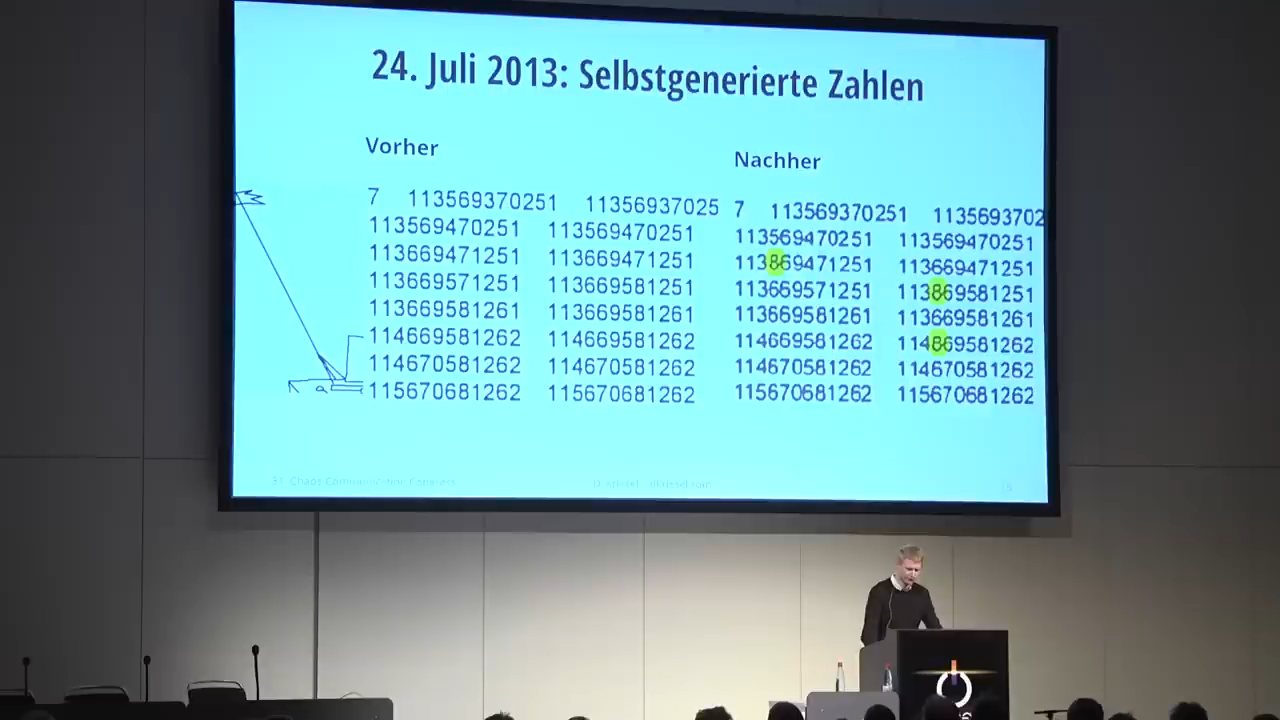 24. Juli 2013: Selbstgenerierte Zahlen
Vorher
7 113569370251 11356937025
113569470251 113569470251
113669471251 113669471251
113669571251 113669581251
113669581261 113669581261
114669581262 114669581262
114670581262 114670581262
115670681262 115670681262
Nachher
7 113569370251 1135693702
113569470251 113569470251
113869471251 113669471251
113669571251 113869581251
113669581261 113669581261
114669581262 114869581262
114670581262 114670581262
115670681262 115670681262
31. Chaos Communication Congress